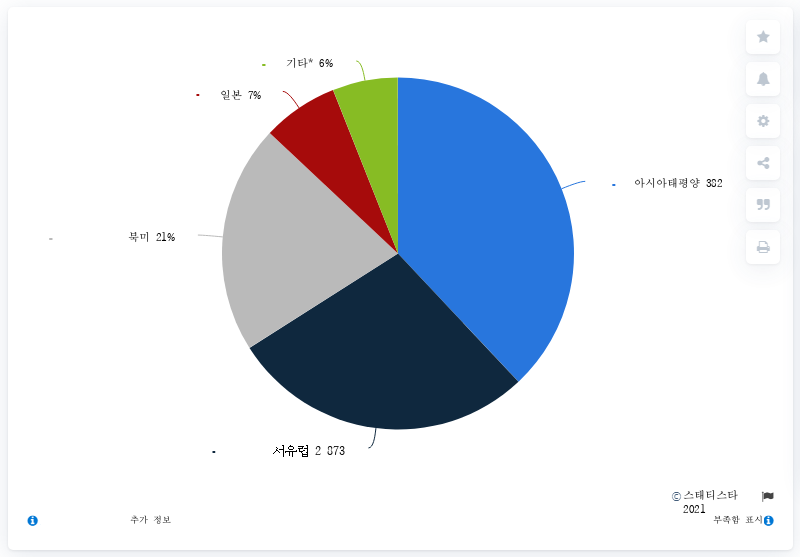 기타* 6%
일본 7%
아시아태평양 382
북미 21%
서유럽 2 873
© 스태티스타
2021
추가 정보
부족함 표시